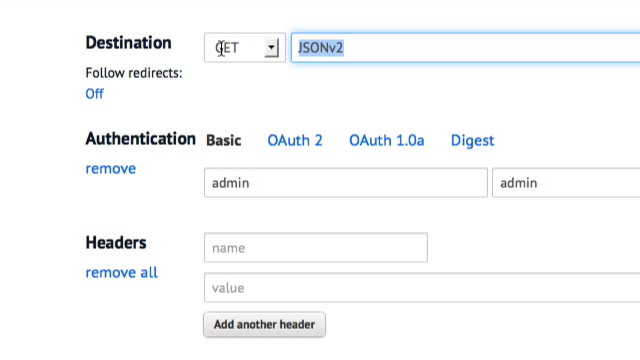 Destination GET JSONv2
Follow redirects:
Off
Authentication Basic OAuth 2 OAuth 1.0a Digest
remove
admin admin
Headers name
remove all
value
Add another header